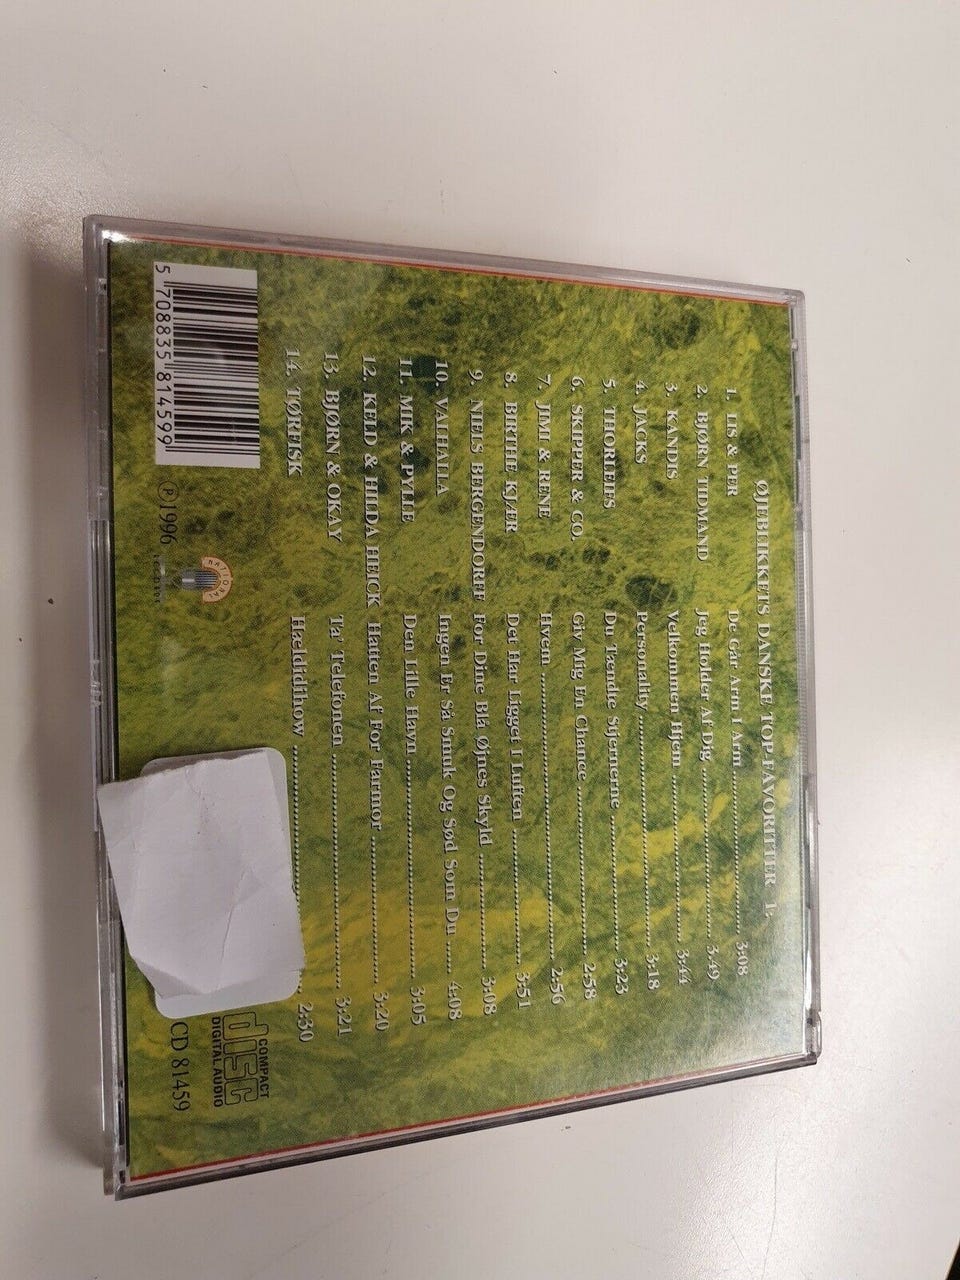 ØJEBLIKKETS DANSKE TOP-FAVORITTER 1.
1. LIS & PER De Går Arm I Arm 3:08
2. BJØRN TIDMAND Jeg Holder Af Dig 3:49
3. KANDIS Velkommen Hjem 3:44
4. JACKS Personality 3:18
5. THORLEIFS Du Tændte Stjernerne 3:23
6. SKIPPER & CO. Giv Mig En Chance 2:58
7. JIMI & RENE Hvem 2:56
8. BIRTHE KJÆR Det Har Ligget I Luften 3:51
9. NIELS BERGENDORFF For Dine Blå Øjnes Skyld 3:08
10. VALHALA Ingen Er Så Smuk Og Sød Som Du 4:08
11. MIK & PYLLE Den Lille Havn 3:05
12. KELD & HILDA HEICK Hatten Af For Farmor 3:20
13. BJØRN & OKAY Ta' Telefonen 3:21
14. TØRFISK Hældidihow 2:30
5 708835 814599
℗ 1996
NATIONAL
COMPACT
disc
DIGITAL AUDIO
CD 81459